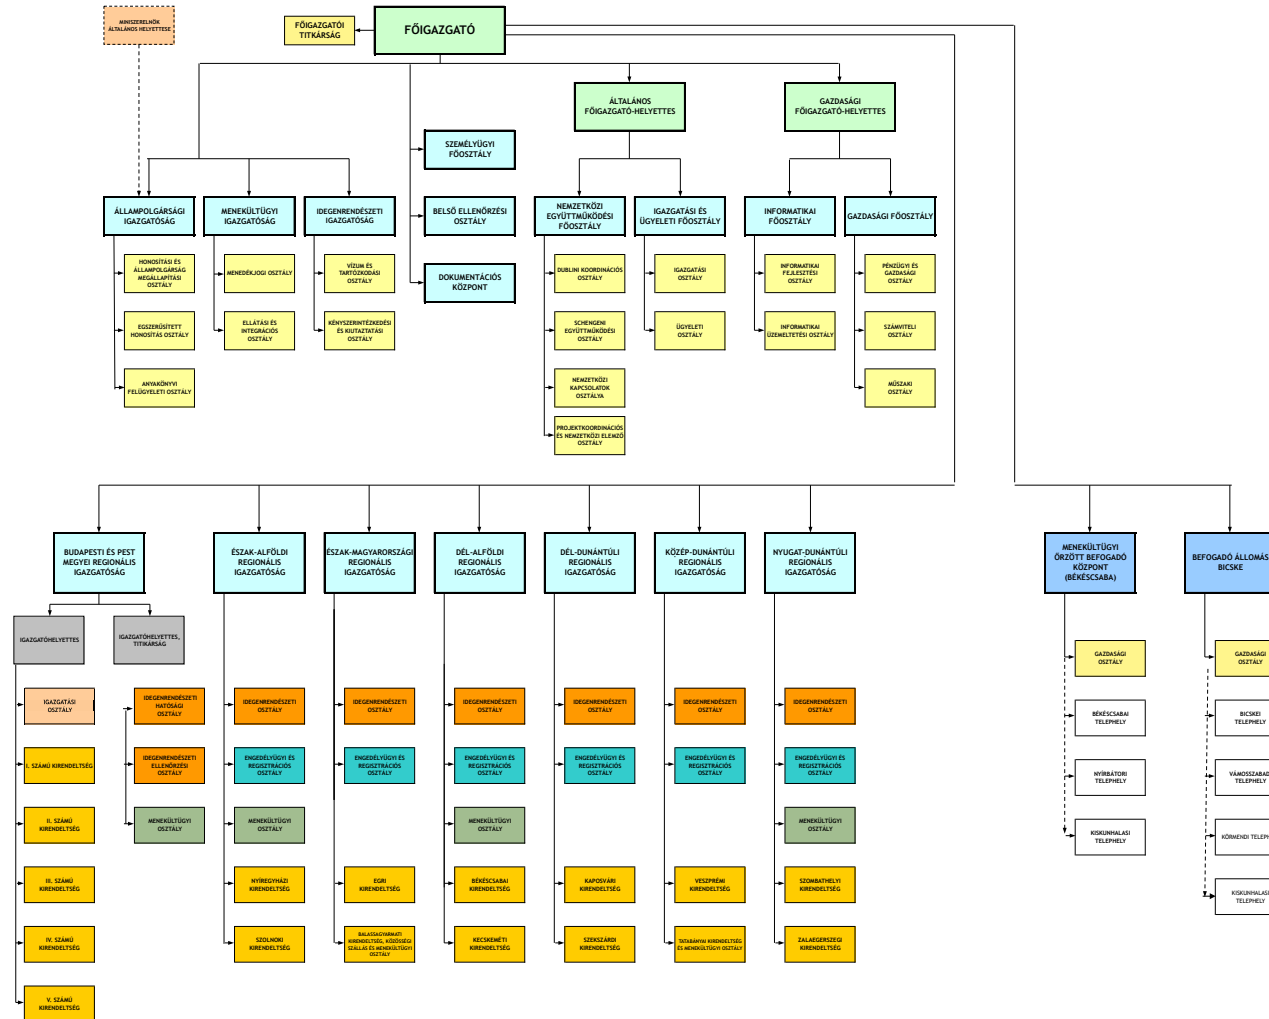 MINISZERELNÖK
ÁLTALÁNOS HELYETTESE
FŐIGAZGATÓI
TITKÁRSÁG
FŐIGAZGATÓ
ÁLTALÁNOS
FŐIGAZGATÓ-HELYETTES
GAZDASÁGI
FŐIGAZGATÓ-HELYETTES
SZEMÉLYÜGYI
FŐOSZTÁLY
BELSŐ ELLENŐRZÉSI
OSZTÁLY
DOKUMENTÁCIÓS
KÖZPONT
ÁLLAMPOLGÁRSÁGI
IGAZGATÓSÁG
MENEKÜLTÜGYI
IGAZGATÓSÁG
IDEGENRENDÉSZETI
IGAZGATÓSÁG
NEMZETKÖZI
EGYÜTTMŰKÖDÉSI
FŐOSZTÁLY
IGAZGATÁSI ÉS
ÜGYELETI FŐOSZTÁLY
INFORMATIKAI
FŐOSZTÁLY
GAZDASÁGI FŐOSZTÁLY
HONOSÍTÁSI ÉS
ÁLLAMPOLGÁRSÁG
MEGÁLLAPÍTÁSI
OSZTÁLY
MENEDÉKJOGI OSZTÁLY
VÍZUM ÉS
TARTÓZKODÁSI
OSZTÁLY
DUBLINI KOORDINÁCIÓS
OSZTÁLY
IGAZGATÁSI
OSZTÁLY
INFORMATIKAI
FEJLESZTÉSI
OSZTÁLY
PÉNZÜGYI ÉS
GAZDASÁGI
OSZTÁLY
EGSZERŰSÍTETT
HONOSÍTÁS OSZTÁLY
ELLÁTÁSI ÉS
INTEGRÁCIÓS
OSZTÁLY
KÉNYSZERINTÉZKEDÉSI
ÉS KIUTAZTATÁSI
OSZTÁLY
SCHENGENI
EGYÜTTMŰKÖDÉSI
OSZTÁLY
ÜGYELETI
OSZTÁLY
INFORMATIKAI
ÜZEMELTETÉSI OSZTÁLY
SZÁMVITELI
OSZTÁLY
ANYAKÖNYVI
FELÜGYELETI OSZTÁLY
NEMZETKÖZI
KAPCSOLATOK
OSZTÁLYA
MŰSZAKI
OSZTÁLY
PROJEKTKOORDINÁCIÓS
ÉS NEMZETKÖZI ELEMZŐ
OSZTÁLY
BUDAPESTI ÉS PEST
MEGYEI REGIONÁLIS
IGAZGATÓSÁG
ÉSZAK-ALFÖLDI
REGIONÁLIS
IGAZGATÓSÁG
ÉSZAK-MAGYARORSZÁGI
REGIONÁLIS
IGAZGATÓSÁG
DÉL-ALFÖLDI
REGIONÁLIS
IGAZGATÓSÁG
DÉL-DUNÁNTÚLI
REGIONÁLIS
IGAZGATÓSÁG
KÖZÉP-DUNÁNTÚLI
REGIONÁLIS
IGAZGATÓSÁG
NYUGAT-DUNÁNTÚLI
REGIONÁLIS
IGAZGATÓSÁG
MENEKÜLTÜGYI
ŐRZÖTT BEFOGADÓ
KÖZPONT
(BÉKÉSCSABA)
BEFOGADÓ ÁLLOMÁS
BICSKE
IGAZGATÓHELYETTES
IGAZGATÓHELYETTES,
TITIKÁRSÁG
GAZDASÁGI
OSZTÁLY
GAZDASÁGI
OSZTÁLY
IGAZGATÁSI
OSZTÁLY
IDEGENRENDÉSZETI
HATÓSÁGI
OSZTÁLY
IDEGENRENDÉSZETI
OSZTÁLY
IDEGENRENDÉSZETI
OSZTÁLY
IDEGENRENDÉSZETI
OSZTÁLY
IDEGENRENDÉSZETI
OSZTÁLY
IDEGENRENDÉSZETI
OSZTÁLY
IDEGENRENDÉSZETI
OSZTÁLY
BÉKÉSCSABAI
TELEPHELY
BICSKEI
TELEPHELY
I. SZÁMÚ KIRENDELTSÉG
IDEGENRENDÉSZETI
ELLENŐRZÉSI
OSZTÁLY
ENGEDÉLYÜGYI ÉS
REGISZTRÁCIÓS
OSZTÁLY
ENGEDÉLYÜGYI ÉS
REGISZTRÁCIÓS
OSZTÁLY
ENGEDÉLYÜGYI ÉS
REGISZTRÁCIÓS
OSZTÁLY
ENGEDÉLYÜGYI ÉS
REGISZTRÁCIÓS
OSZTÁLY
ENGEDÉLYÜGYI ÉS
REGISZTRÁCIÓS
OSZTÁLY
ENGEDÉLYÜGYI ÉS
REGISZTRÁCIÓS
OSZTÁLY
NYÍRBÁTORI
TELEPHELY
VÁMOSSZABAD
TELEPHELY
II. SZÁMÚ
KIRENDELTSÉG
MENEKÜLTÜGYI
OSZTÁLY
MENEKÜLTÜGYI
OSZTÁLY
MENEKÜLTÜGYI
OSZTÁLY
MENEKÜLTÜGYI
OSZTÁLY
KISKUNHALASI
TELEPHELY
KÖRMENDI TELEPH
III. SZÁMÚ
KIRENDELTSÉG
NYÍREGYHÁZI
KIRENDELTSÉG
EGRI
KIRENDELTSÉG
BÉKÉSCSABAI
KIRENDELTSÉG
KAPOSVÁRI
KIRENDELTSÉG
VESZPRÉMI
KIRENDELTSÉG
SZOMBATHELYI
KIRENDELTSÉG
KISKUNHALASI
TELEPHELY
IV. SZÁMÚ
KIRENDELTSÉG
SZOLNOKI
KIRENDELTSÉG
BALASSAGYARMATI
KIRENDELTSÉG, KÖZÖSSÉGI
SZÁLLÁS ÉS MENEKÜLTÜGYI
OSZTÁLY
KECSKEMÉTI
KIRENDELTSÉG
SZEKSZÁRDI
KIRENDELTSÉG
TATABÁNYAI KIRENDELTSÉG
ÉS MENEKÜLTÜGYI OSZTÁLY
ZALAEGERSZEGI
KIRENDELTSÉG
V. SZÁMÚ
KIRENDELTSÉG